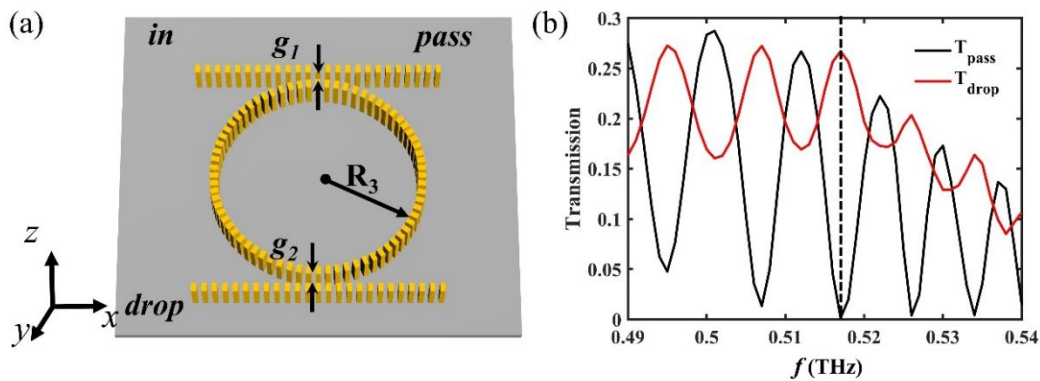 (a)
in
g1
pass
R3
g2
drop
z
y
x
(b)
Transmission
0.3
0.25
0.2
0.15
0.1
0.05
0
Tpass
Tdrop
0.49 0.5 0.51 0.52 0.53 0.54
f (THz)